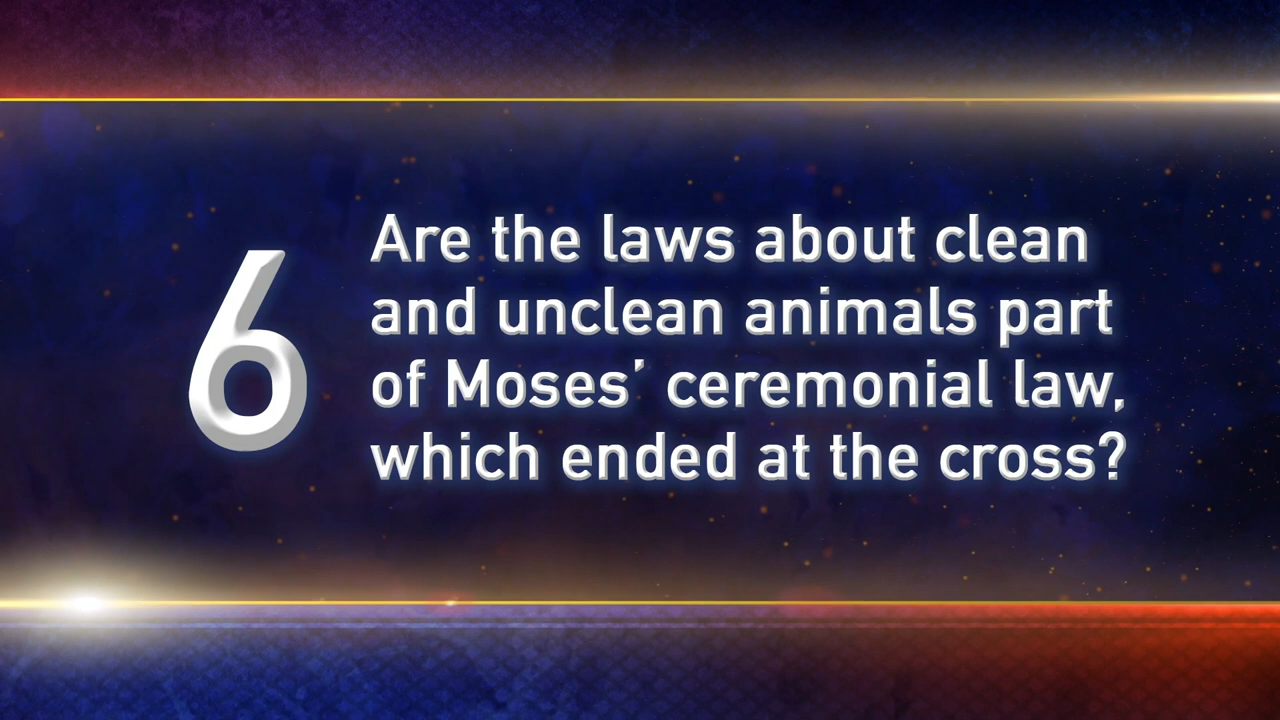 6
Are the laws about clean
and unclean animals part
of Moses’ ceremonial law,
which ended at the cross?